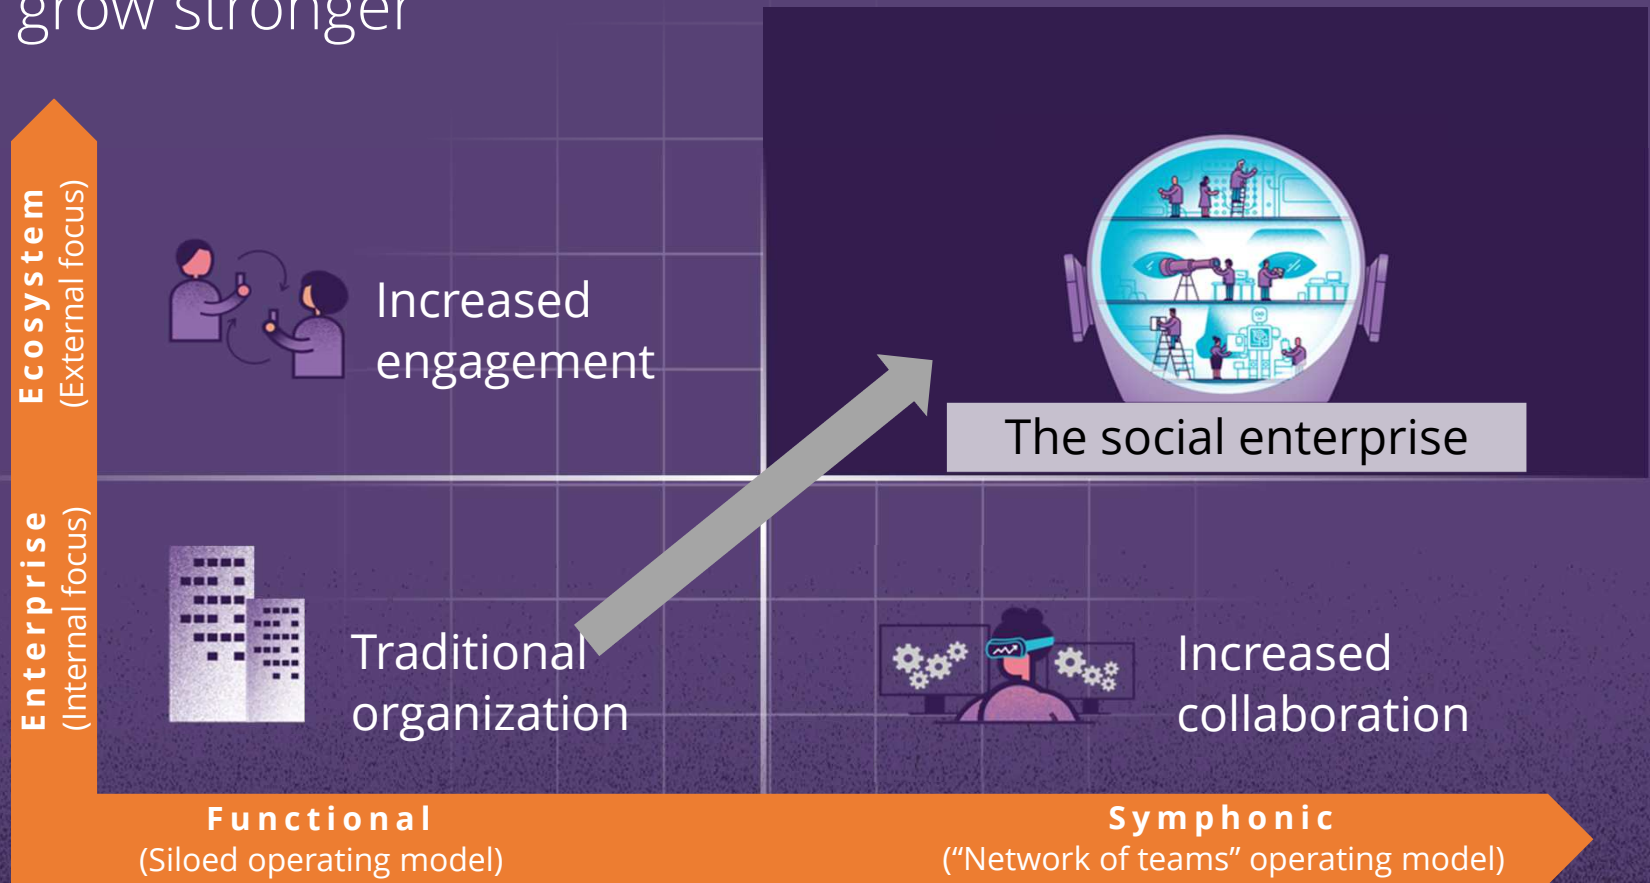 grow stronger
Ecosystem
(External focus)
Increased
engagement
The social enterprise
Enterprise
(Internal focus)
Traditional
organization
Increased
collaboration
Functional
(Siloed operating model)
Symphonic
(“Network of teams” operating model)